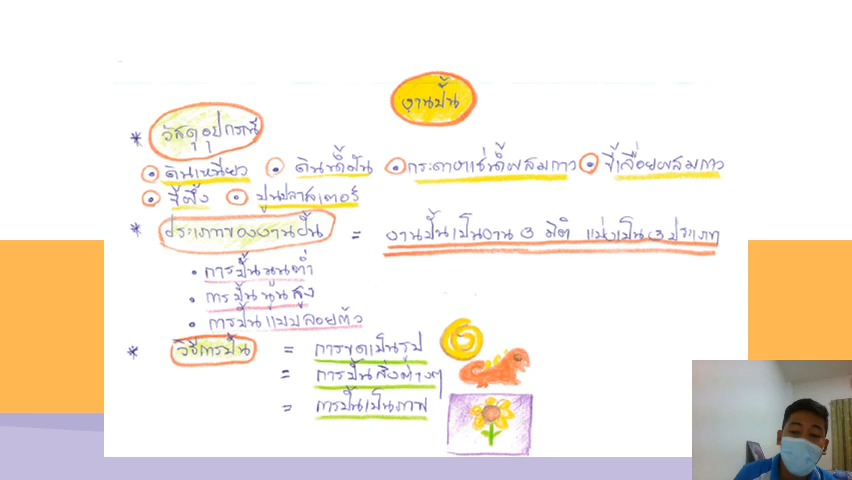 งานปั้น
* วัสดุอุปกรณ์
ดินเหนียว ดินน้ำมัน กระดาษแช่น้ำผสมกาว ขี้เลื่อยผสมกาว
ขี้ผึ้ง ปูนปลาสเตอร์
* ประเภทของงานปั้น = งานปั้นเป็นงาน ๓ มิติ แบ่งเป็น ๓ ประเภท
• การปั้นนูนต่ำ
• การปั้นนูนสูง
• การปั้นแบบลอยตัว
* วิธีการปั้น = การขดเป็นรูป
= การปั้นสิ่งต่างๆ
= การปั้นเป็นภาพ